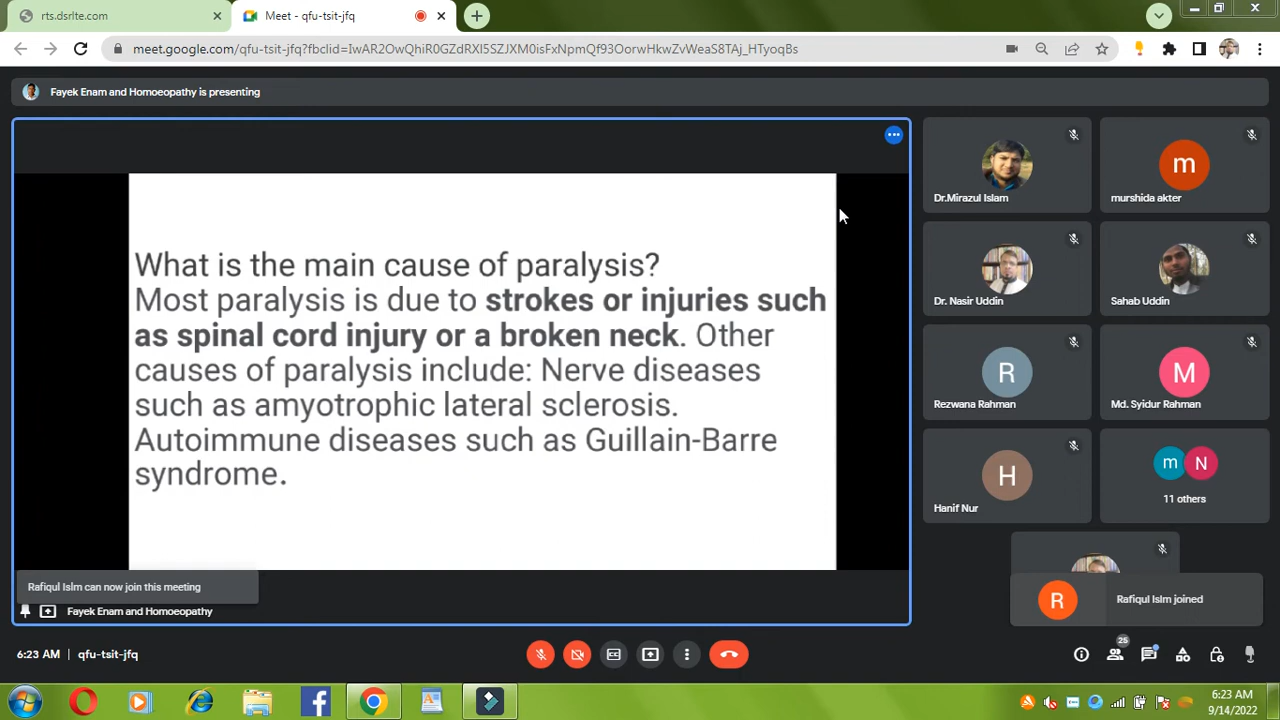 rts.dsrlte.com
Meet - qfu-tsit-jfq
meet.google.com/qfu-tsit-jfq?fbclid=IwAR2OwQhiR0GZdRXI5SZJXM0isFxNpmQf93OorwHkwZvWeaS8TAj_HTyoqBs
Fayek Enam and Homoeopathy is presenting
What is the main cause of paralysis?
Most paralysis is due to strokes or injuries such
as spinal cord injury or a broken neck. Other
causes of paralysis include: Nerve diseases
such as amyotrophic lateral sclerosis.
Autoimmune diseases such as Guillain-Barre
syndrome.
Rafiqul Islm can now join this meeting
Fayek Enam and Homoeopathy
Dr.Mirazul Islam
m
murshida akter
Dr. Nasir Uddin
Sahab Uddin
R
Rezwana Rahman
M
Md. Syidur Rahman
H
Hanif Nur
m N
11 others
R
Rafiqul Islm joined
6:23 AM | qfu-tsit-jfq
25
6:23 AM
9/14/2022